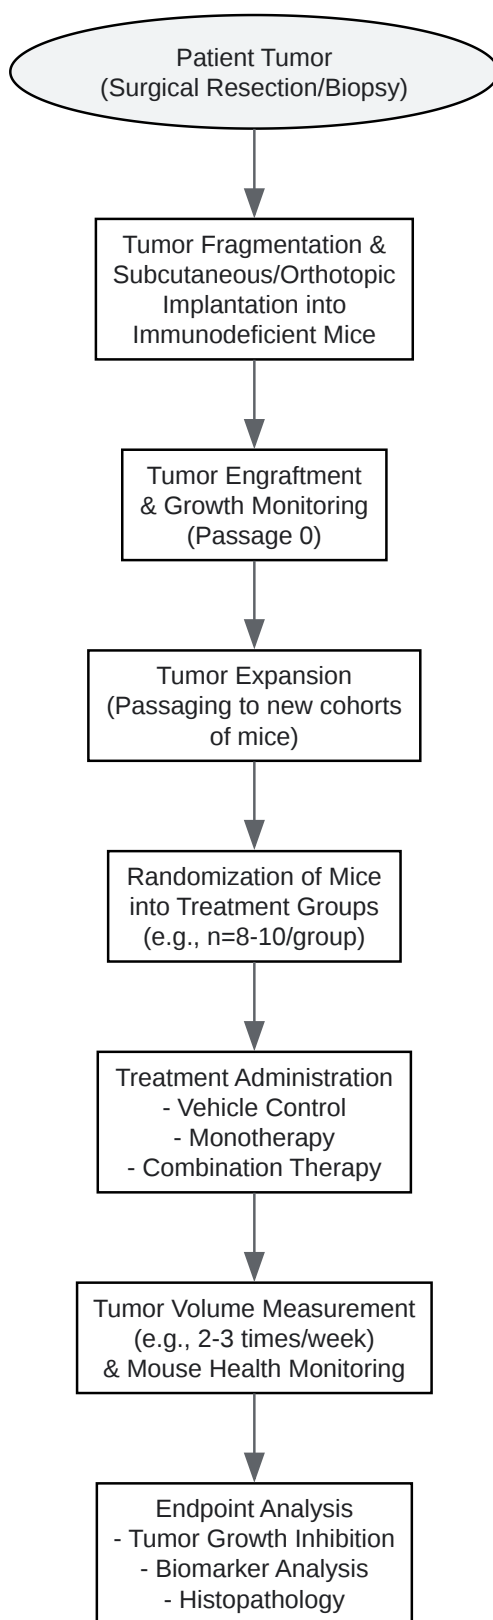 Patient Tumor
(Surgical Resection/Biopsy)
Tumor Fragmentation &
Subcutaneous/Orthotopic
Implantation into
Immunodeficient Mice
Tumor Engraftment
& Growth Monitoring
(Passage 0)
Tumor Expansion
(Passaging to new cohorts
of mice)
Randomization of Mice
into Treatment Groups
(e.g., n=8-10/group)
Treatment Administration
- Vehicle Control
- Monotherapy
- Combination Therapy
Tumor Volume Measurement
(e.g., 2-3 times/week)
& Mouse Health Monitoring
Endpoint Analysis
- Tumor Growth Inhibition
- Biomarker Analysis
- Histopathology